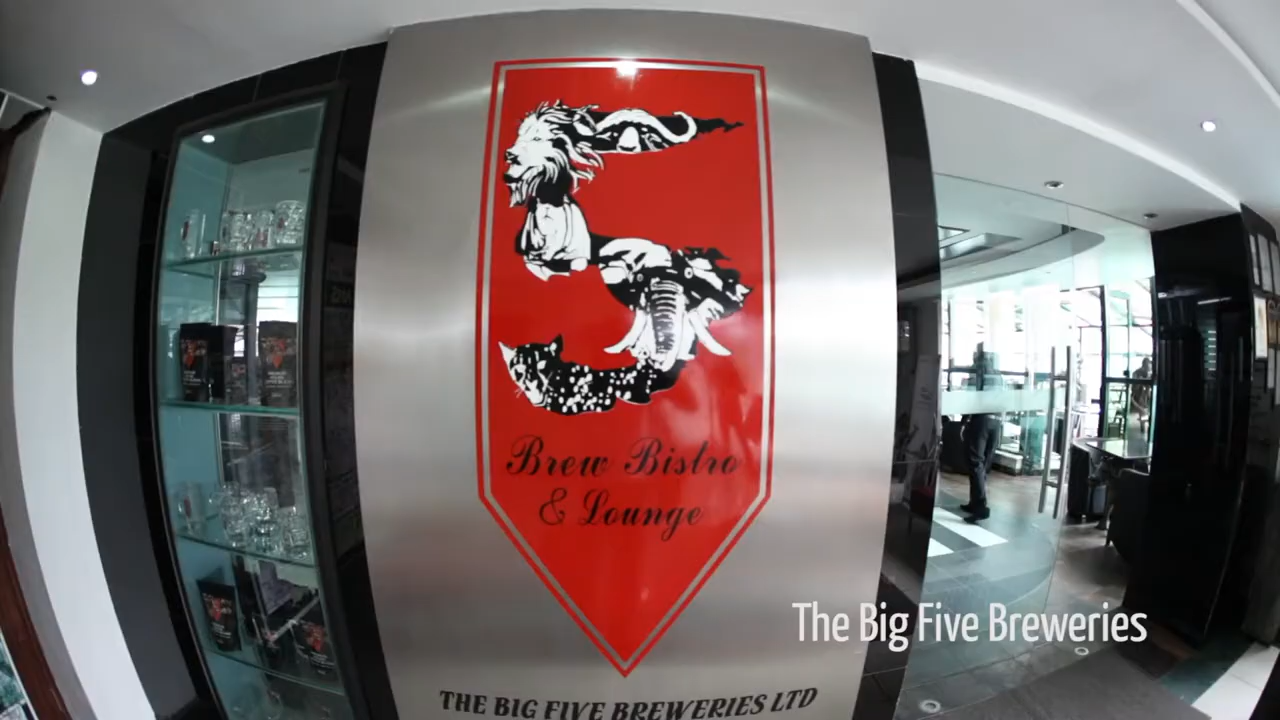 Brew Bistro
& Lounge
THE BIG FIVE BREWERIES LTD
The Big Five Breweries